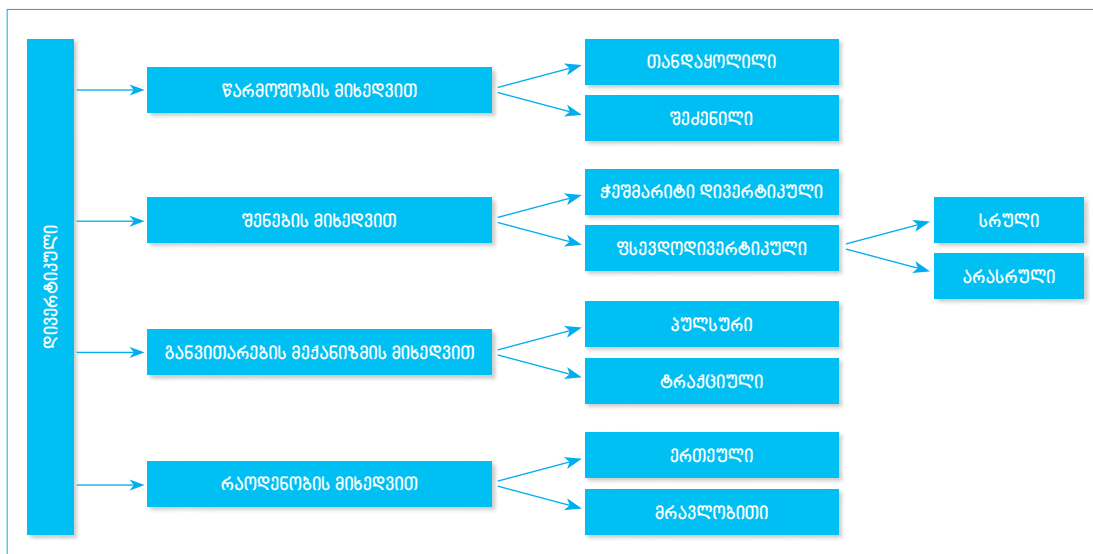 დივერტიკული
წარმოშობის მიხედვით
თანდაყოლილი
შეძენილი
შენების მიხედვით
ჭეშმარიტი დივერტიკული
ფსევდოდივერტიკული
სრული
არასრული
განვითარების მექანიზმის მიხედვით
პულსური
ტრაქციული
რაოდენობის მიხედვით
ერთეული
მრავლობითი